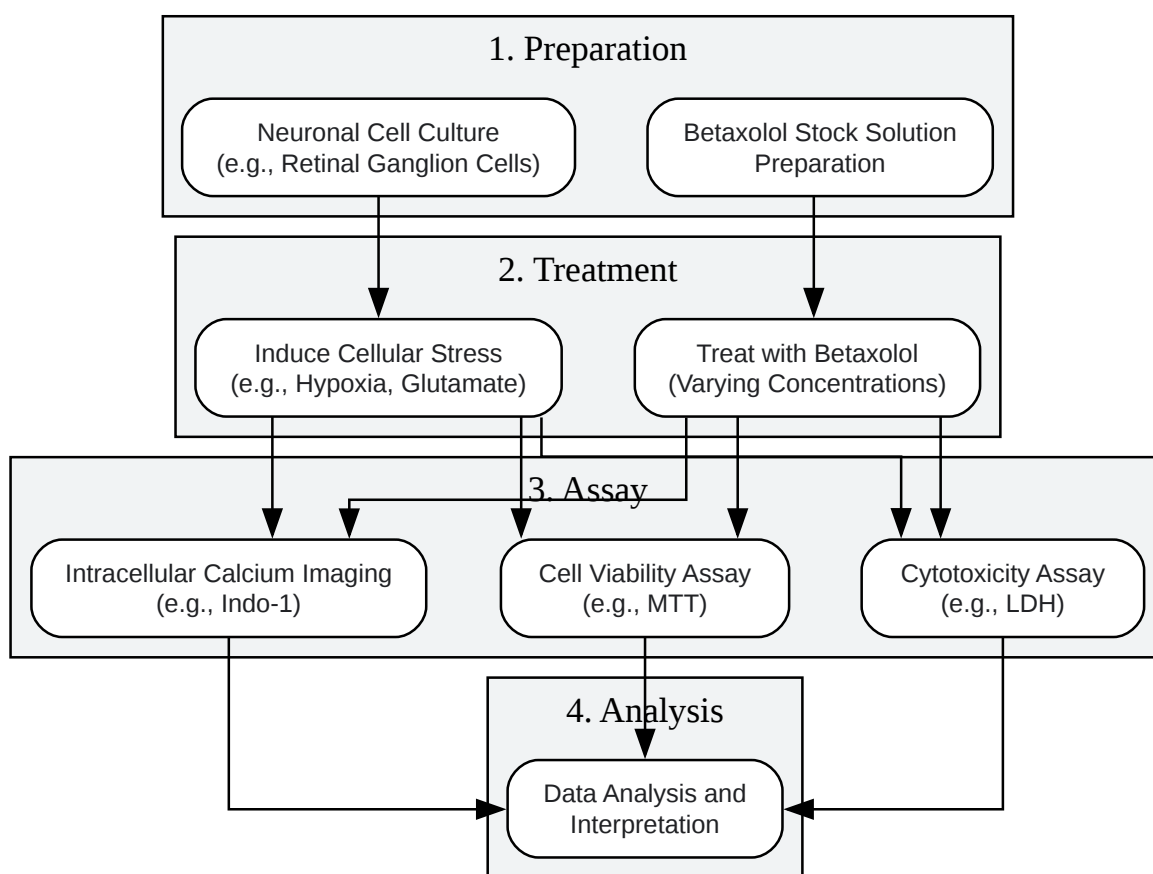 1. Preparation
Neuronal Cell Culture
(e.g., Retinal Ganglion Cells)
Betaxolol Stock Solution
Preparation
2. Treatment
Induce Cellular Stress
(e.g., Hypoxia, Glutamate)
Treat with Betaxolol
(Varying Concentrations)
3. Assay
Intracellular Calcium Imaging
(e.g., Indo-1)
Cell Viability Assay
(e.g., MTT)
Cytotoxicity Assay
(e.g., LDH)
4. Analysis
Data Analysis and
Interpretation